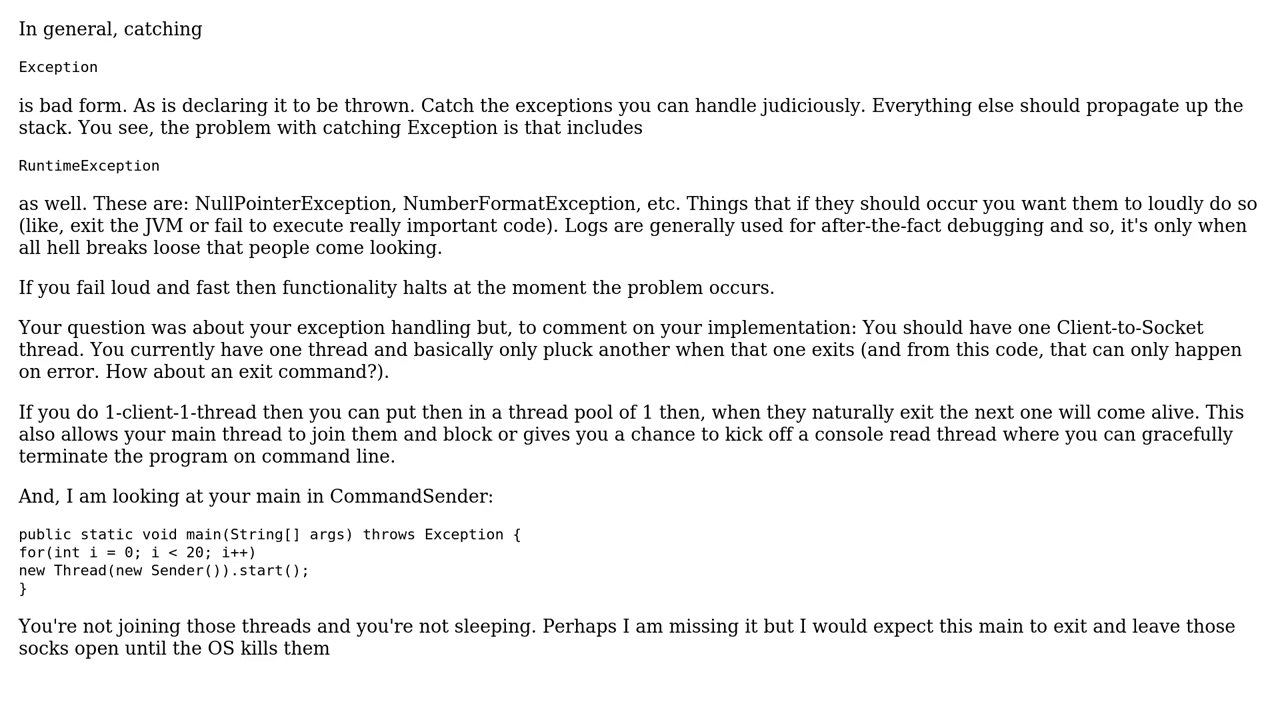 In general, catching
Exception
is bad form. As is declaring it to be thrown. Catch the exceptions you can handle judiciously. Everything else should propagate up the
stack. You see, the problem with catching Exception is that includes
RuntimeException
as well. These are: NullPointerException, NumberFormatException, etc. Things that if they should occur you want them to loudly do so
(like, exit the JVM or fail to execute really important code). Logs are generally used for after-the-fact debugging and so, it's only when
all hell breaks loose that people come looking.
If you fail loud and fast then functionality halts at the moment the problem occurs.
Your question was about your exception handling but, to comment on your implementation: You should have one Client-to-Socket
thread. You currently have one thread and basically only pluck another when that one exits (and from this code, that can only happen
on error. How about an exit command?).
If you do 1-client-1-thread then you can put then in a thread pool of 1 then, when they naturally exit the next one will come alive. This
also allows your main thread to join them and block or gives you a chance to kick off a console read thread where you can gracefully
terminate the program on command line.
And, I am looking at your main in CommandSender:
public static void main(String[] args) throws Exception {
for(int i = 0; i < 20; i++)
new Thread(new Sender()).start();
}
You're not joining those threads and you're not sleeping. Perhaps I am missing it but I would expect this main to exit and leave those
socks open until the OS kills them